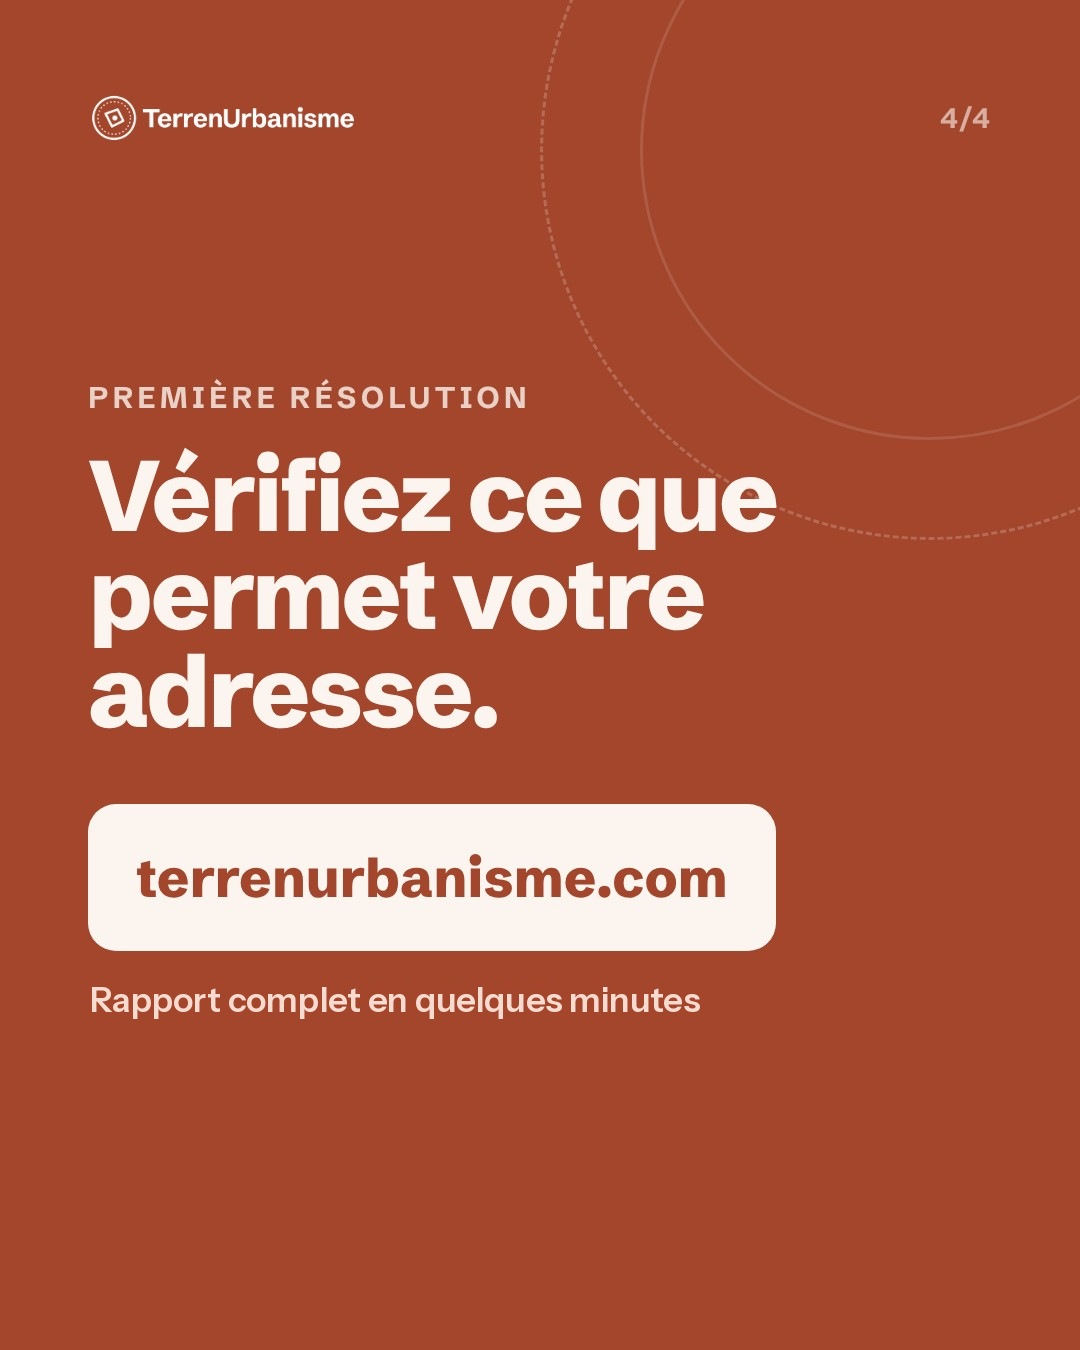 TerrenUrbanisme
4/4
PREMIÈRE RÉSOLUTION
Vérifiez ce que
permet votre
adresse.
terrenurbanisme.com
Rapport complet en quelques minutes